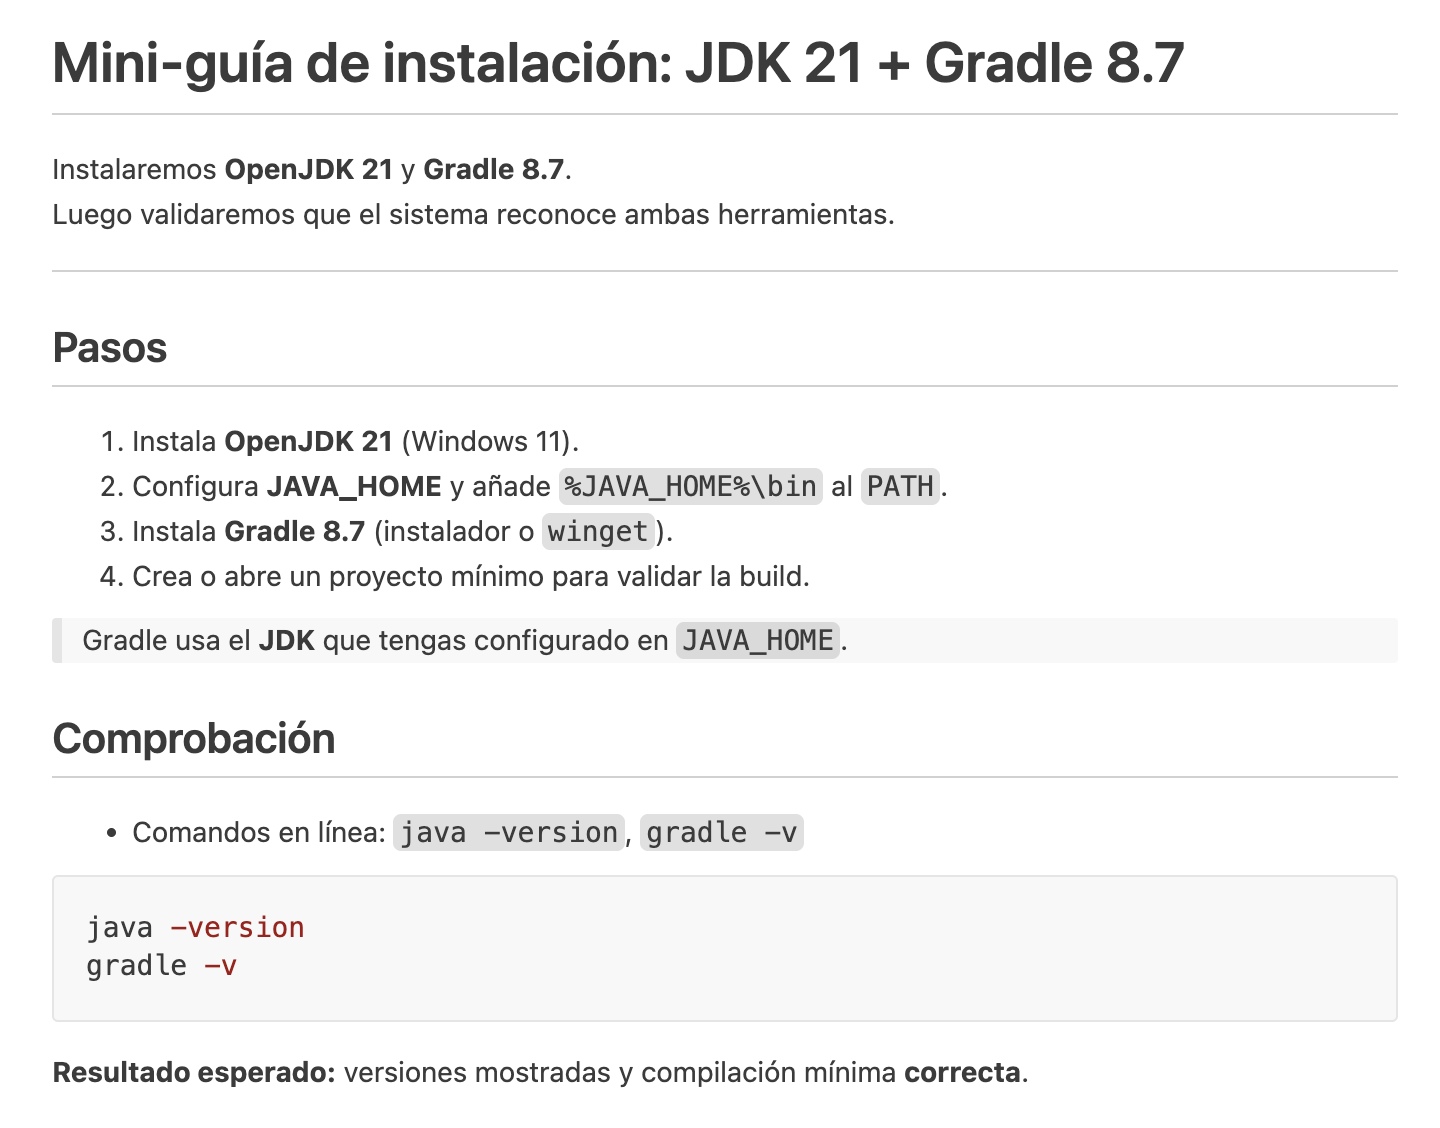 Mini-guía de instalación: JDK 21 + Gradle 8.7
Instalaremos OpenJDK 21 y Gradle 8.7.
Luego validaremos que el sistema reconoce ambas herramientas.
Pasos
1. Instala OpenJDK 21 (Windows 11).
2. Configura JAVA_HOME y añade %JAVA_HOME%\bin al PATH.
3. Instala Gradle 8.7 (instalador o winget).
4. Crea o abre un proyecto mínimo para validar la build.
Gradle usa el JDK que tengas configurado en JAVA_HOME.
Comprobación
• Comandos en línea: java -version, gradle -v
java -version
gradle -v
Resultado esperado: versiones mostradas y compilación mínima correcta.